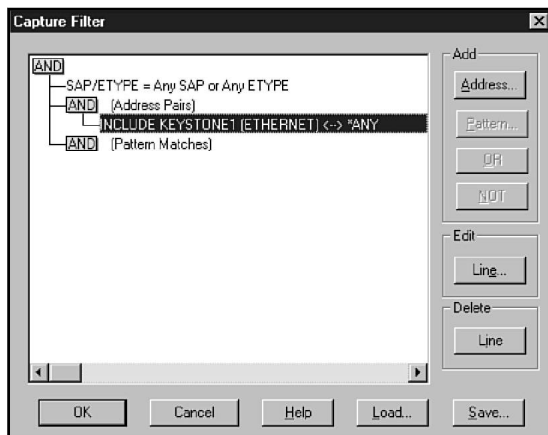 Capture Filter
AND
SAP/ETYPE = Any SAP or Any ETYPE
AND (Address Pairs)
INCLUDE KEYSTONE1 (ETHERNET) <--> *ANY
AND (Pattern Matches)
Add
Address...
Pattern...
OR
NOT
Edit
Line...
Delete
Line
OK
Cancel
Help
Load...
Save...